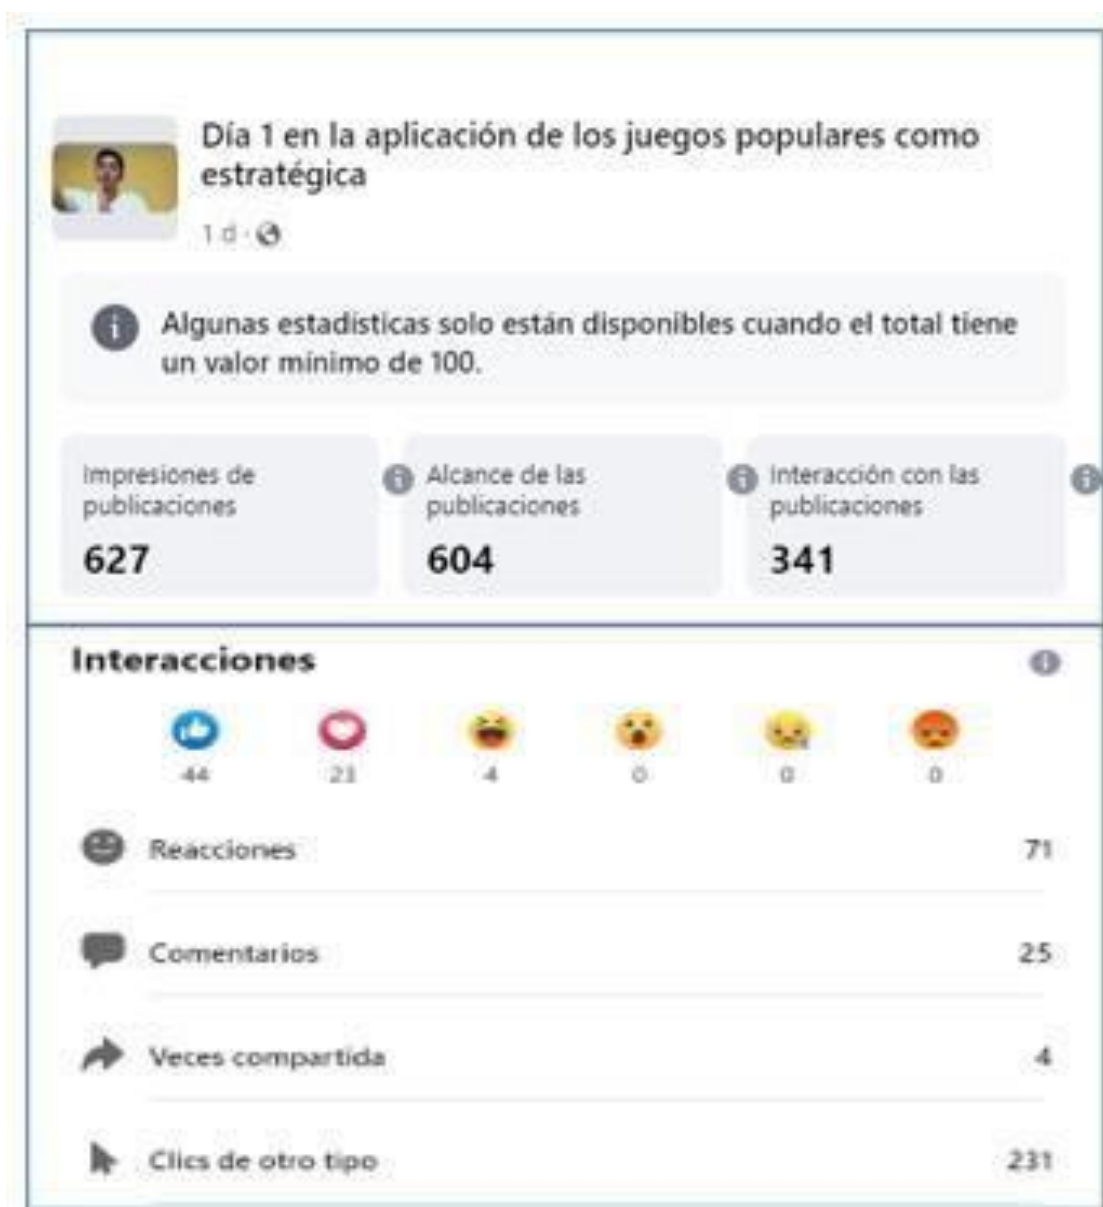 Día 1 en la aplicación de los juegos populares como
estratégica
1 d ·
Algunas estadísticas solo están disponibles cuando el total tiene
un valor mínimo de 100.
Impresiones de
publicaciones
627
Alcance de las
publicaciones
604
Interacción con las
publicaciones
341
Interacciones
44 23 4 0 0 0
Reacciones 71
Comentarios 25
Veces compartida 4
Clics de otro tipo 231